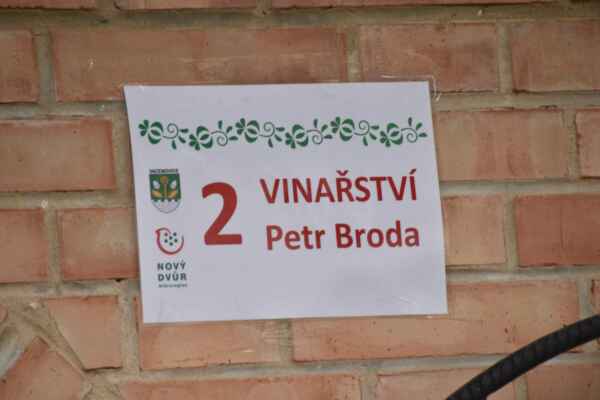 2
VINAŘSTVÍ
Petr Broda
NOVÝ
DVŮR